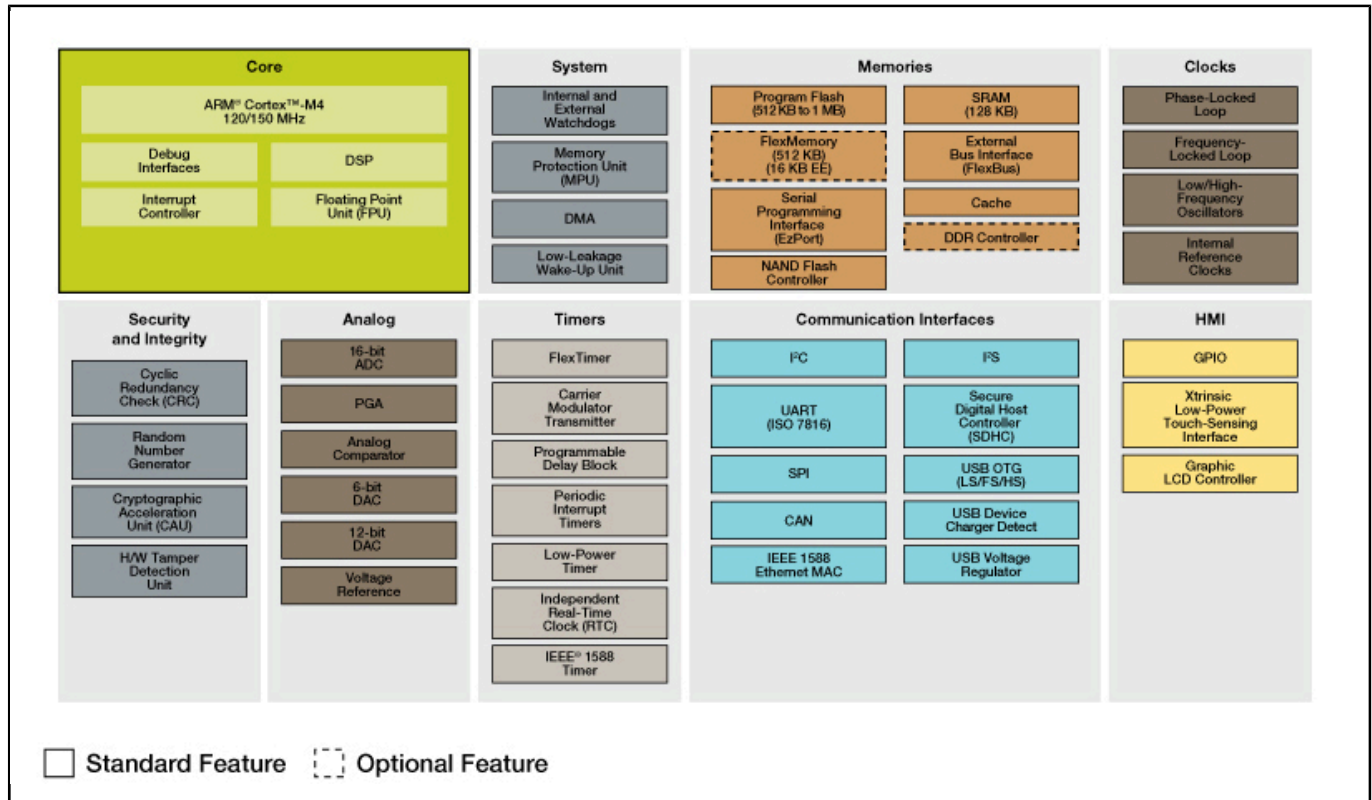 Core
ARM® Cortex™-M4
120/150 MHz
Debug
Interfaces
DSP
Interrupt
Controller
Floating Point
Unit (FPU)
System
Internal and
External
Watchdogs
Memory
Protection Unit
(MPU)
DMA
Low-Leakage
Wake-Up Unit
Memories
Program Flash
(512 KB to 1 MB)
SRAM
(128 KB)
FlexMemory
(512 KB)
(16 KB EE)
External
Bus Interface
(FlexBus)
Serial
Programming
Interface
(EzPort)
Cache
DDR Controller
NAND Flash
Controller
Clocks
Phase-Locked
Loop
Frequency-
Locked Loop
Low/High-
Frequency
Oscillators
Internal
Reference
Clocks
Security
and Integrity
Cyclic
Redundancy
Check (CRC)
Random
Number
Generator
Cryptographic
Acceleration
Unit (CAU)
H/W Tamper
Detection
Unit
Analog
16-bit
ADC
PGA
Analog
Comparator
6-bit
DAC
12-bit
DAC
Voltage
Reference
Timers
FlexTimer
Carrier
Modulator
Transmitter
Programmable
Delay Block
Periodic
Interrupt
Timers
Low-Power
Timer
Independent
Real-Time
Clock (RTC)
IEEE® 1588
Timer
Communication Interfaces
I²C
I²S
UART
(ISO 7816)
Secure
Digital Host
Controller
(SDHC)
SPI
USB OTG
(LS/FS/HS)
CAN
USB Device
Charger Detect
IEEE 1588
Ethernet MAC
USB Voltage
Regulator
HMI
GPIO
Xtrinsic
Low-Power
Touch-Sensing
Interface
Graphic
LCD Controller
Standard Feature
Optional Feature